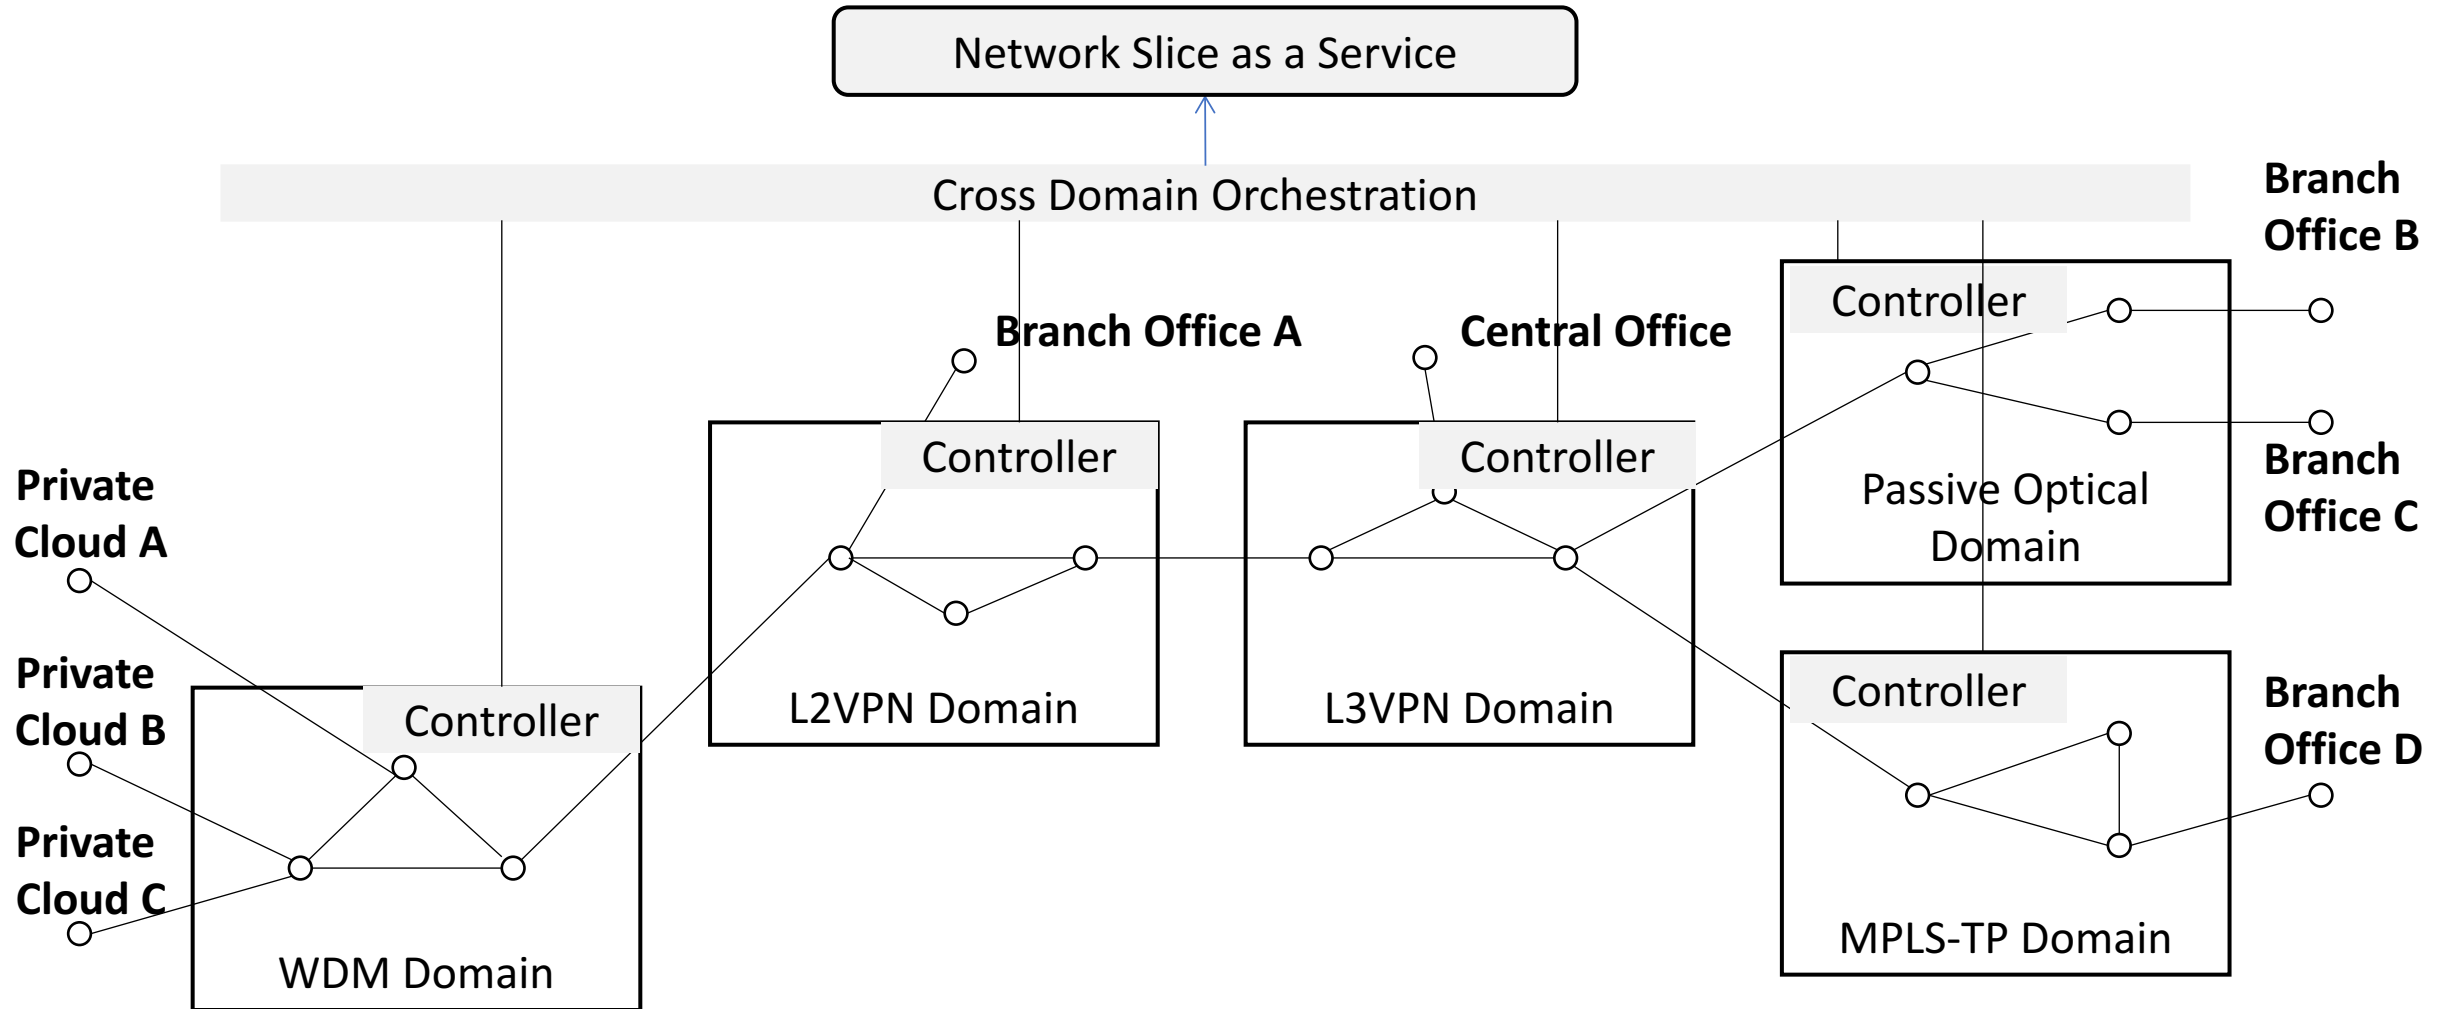 Network Slice as a Service
Cross Domain Orchestration
Branch
Office B
Controller
Branch Office A
Central Office
Controller
Controller
Passive Optical
Domain
Branch
Office C
Private
Cloud A
Private
Cloud B
Controller
L2VPN Domain
L3VPN Domain
Controller
Branch
Office D
Private
Cloud C
WDM Domain
MPLS-TP Domain